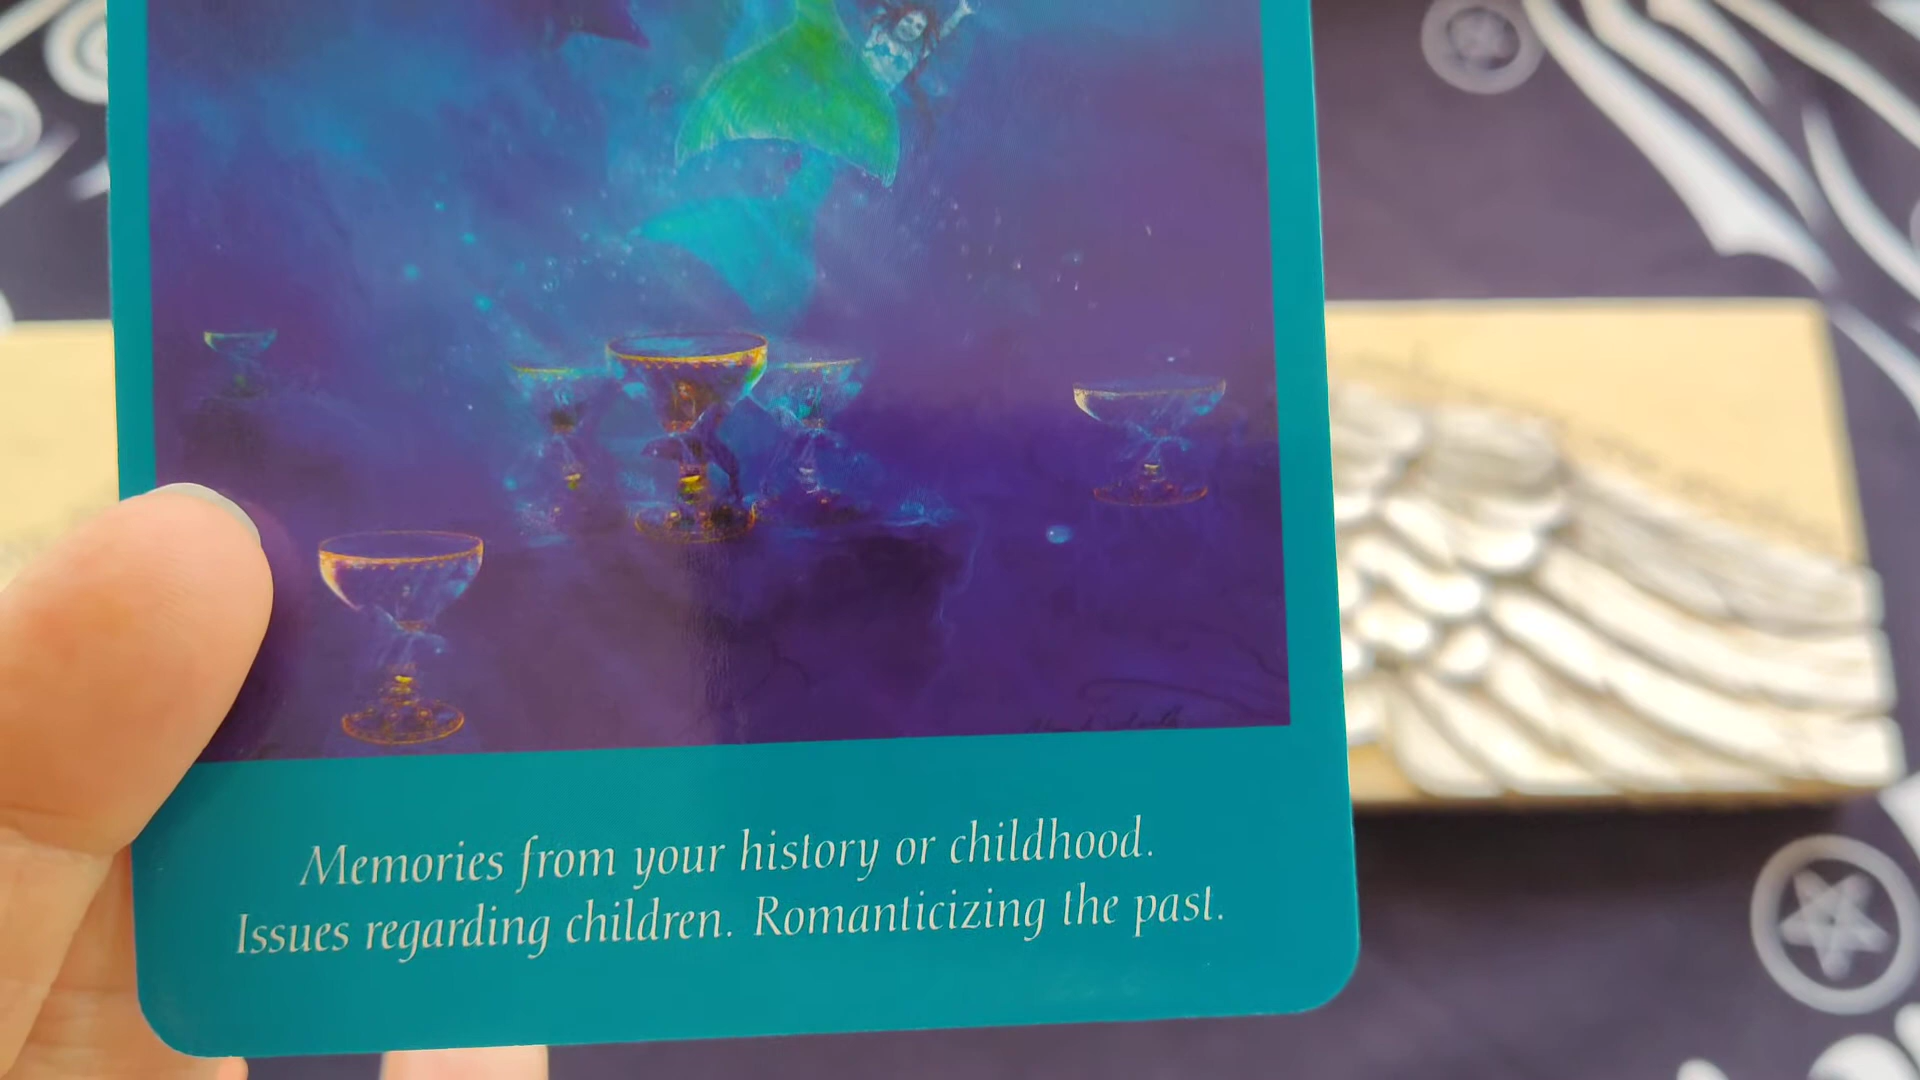 Memories from your history or childhood.
Issues regarding children. Romanticizing the past.